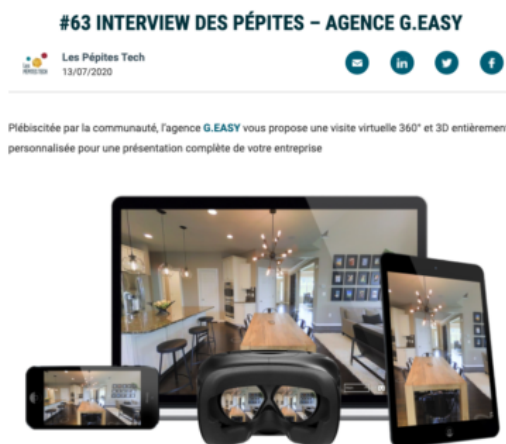 #63 INTERVIEW DES PÉPITES – AGENCE G.EASY
Les Pépites Tech
13/07/2020
Plébiscitée par la communauté, l'agence G.EASY vous propose une visite virtuelle 360° et 3D entièrement
personnalisée pour une présentation complète de votre entreprise